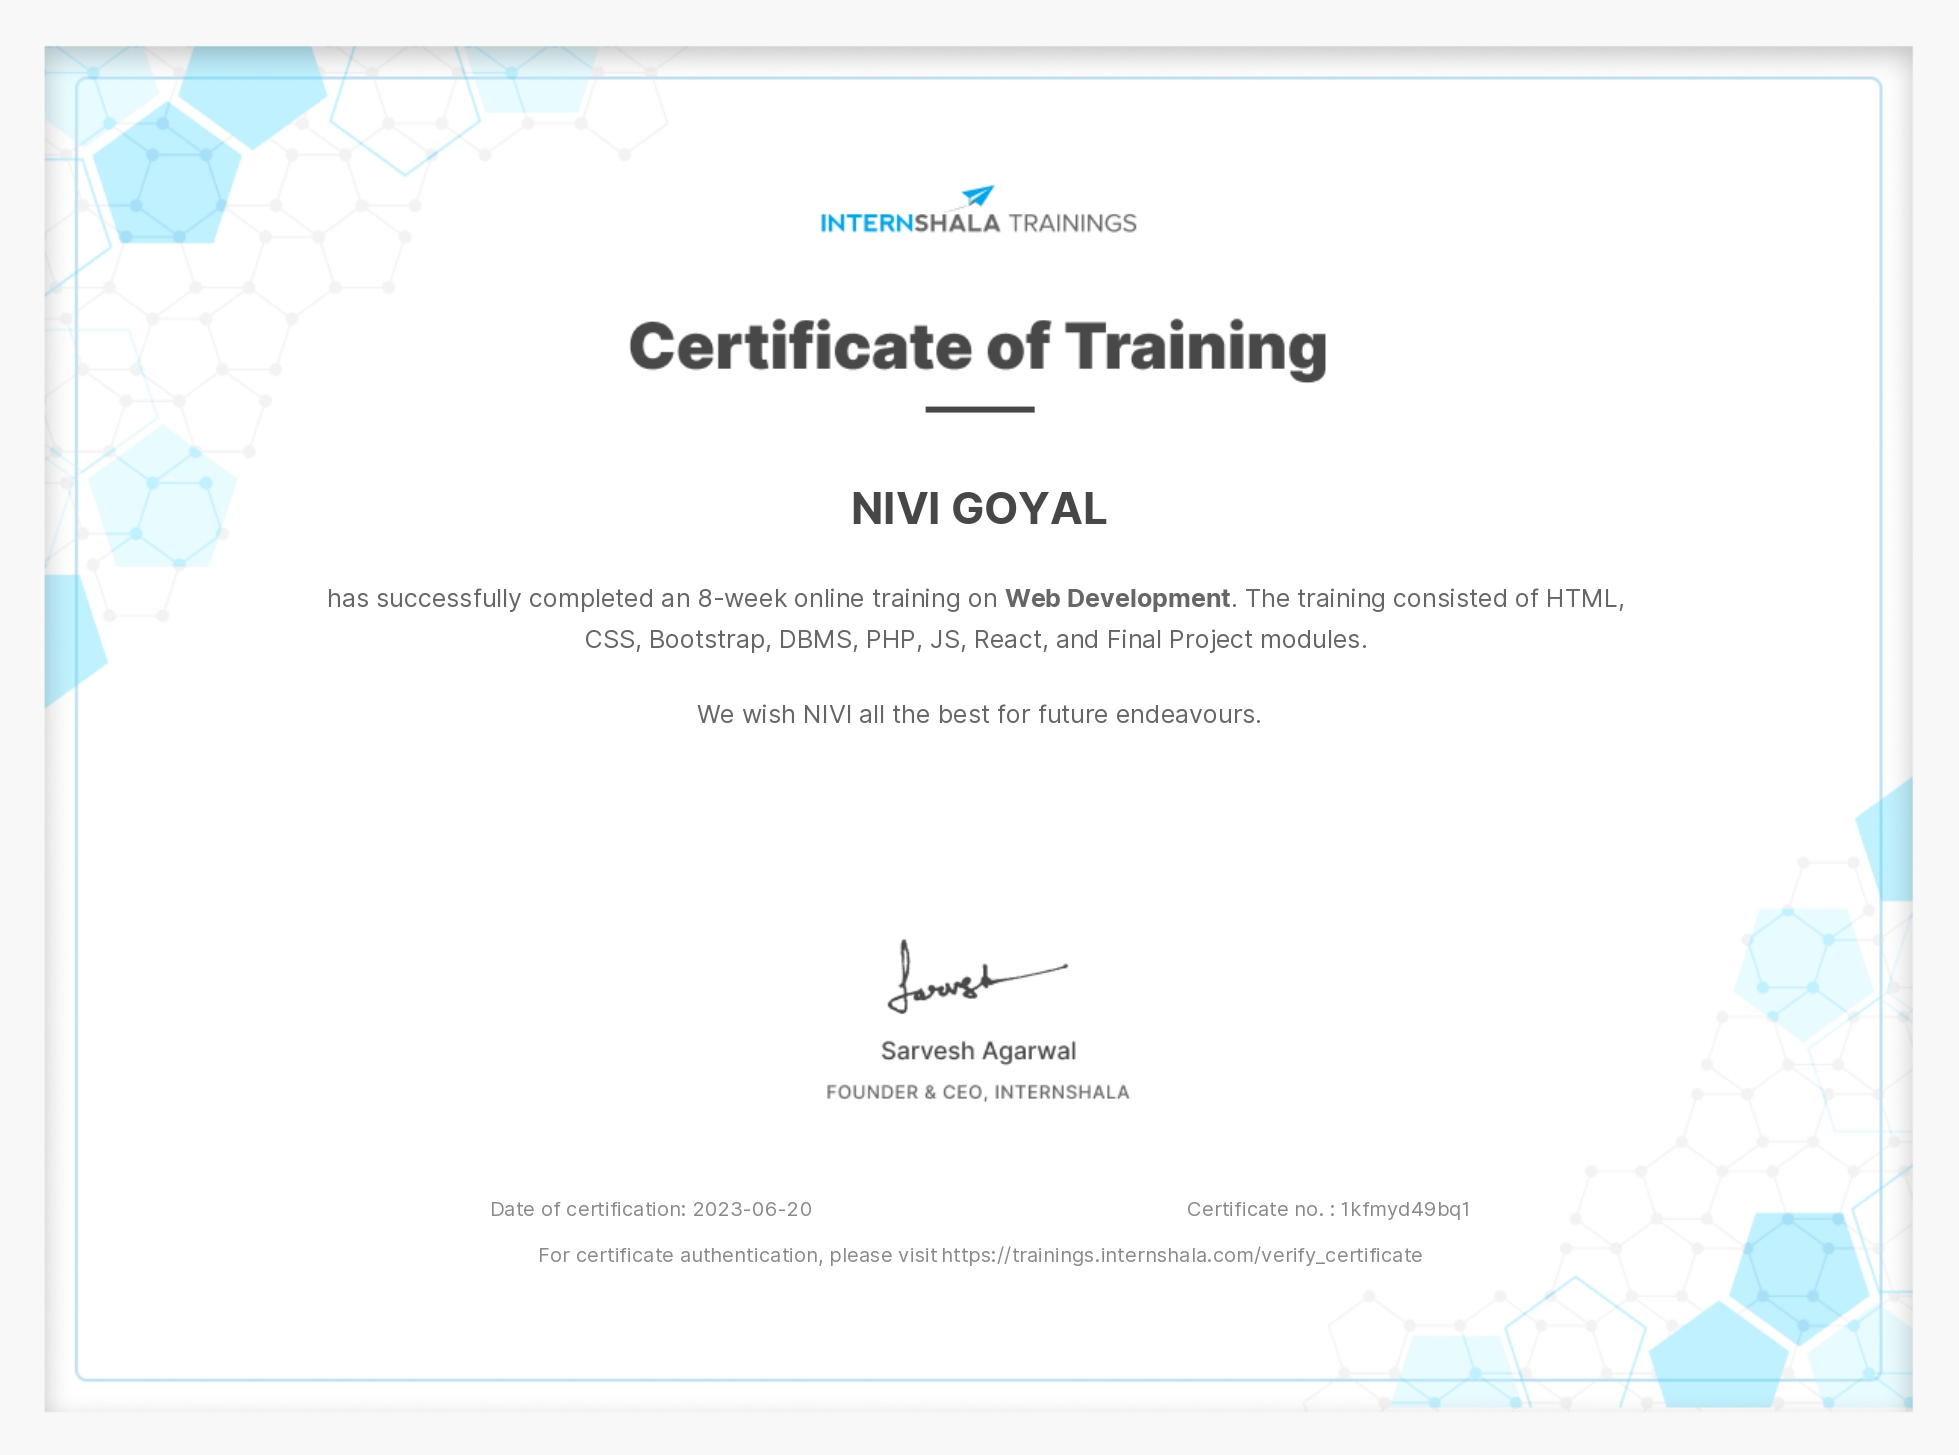 INTERNSHALA TRAININGS
Certificate of Training
NIVI GOYAL
has successfully completed an 8-week online training on Web Development. The training consisted of HTML,
CSS, Bootstrap, DBMS, PHP, JS, React, and Final Project modules.
We wish NIVI all the best for future endeavours.
Sarvesh
Sarvesh Agarwal
FOUNDER & CEO, INTERNSHALA
Date of certification: 2023-06-20
Certificate no. : 1kfmyd49bq1
For certificate authentication, please visit https://trainings.internshala.com/verify_certificate